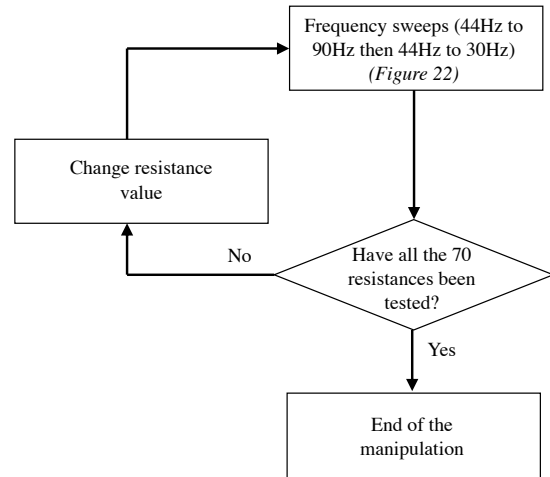 Frequency sweeps (44Hz to
90Hz then 44Hz to 30Hz)
(Figure 22)
Change resistance
value
No
Have all the 70
resistances been
tested?
Yes
End of the
manipulation